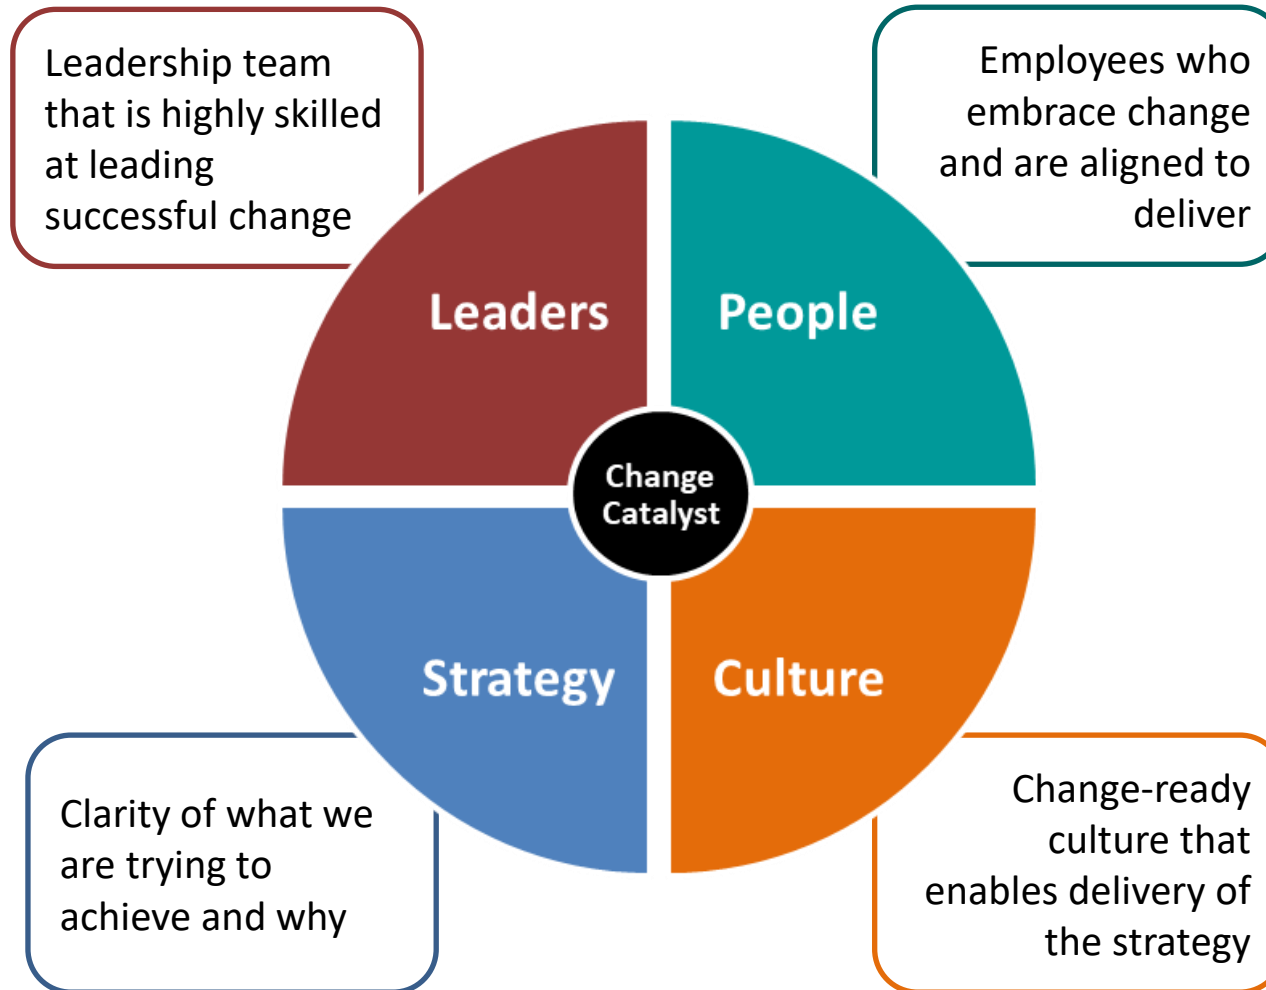 Leadership team
that is highly skilled
at leading
successful change
Employees who
embrace change
and are aligned to
deliver
Leaders
People
Change
Catalyst
Strategy
Culture
Clarity of what we
are trying to
achieve and why
Change-ready
culture that
enables delivery of
the strategy